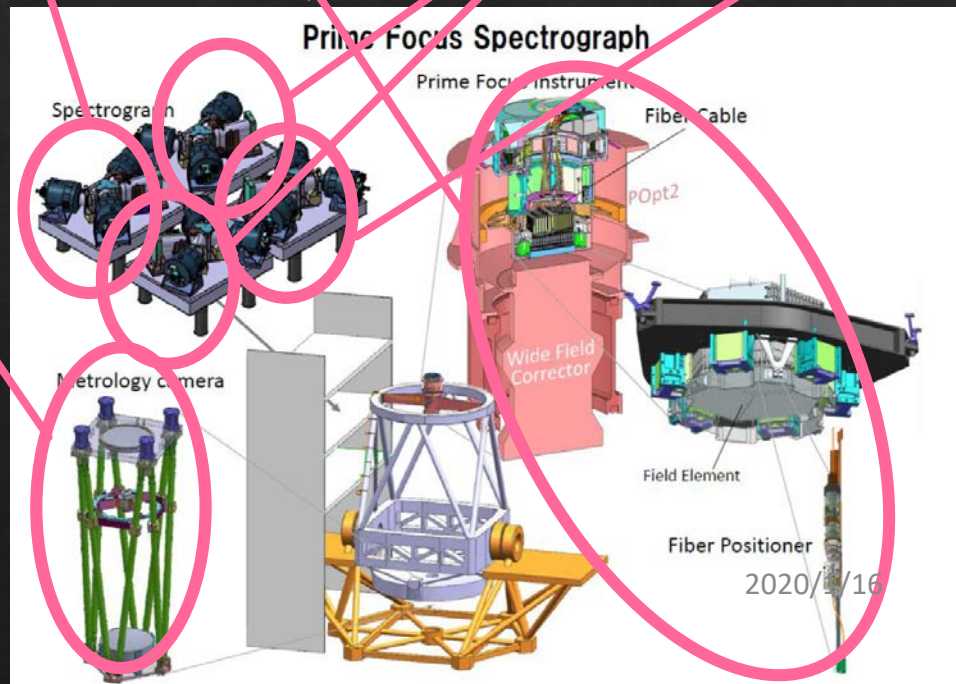 Prime Focus Spectrograph
Prime Focus Instrument
Spectrograph
Fiber Cable
POpt2
Wide Field
Corrector
Metrology camera
Field Element
Fiber Positioner